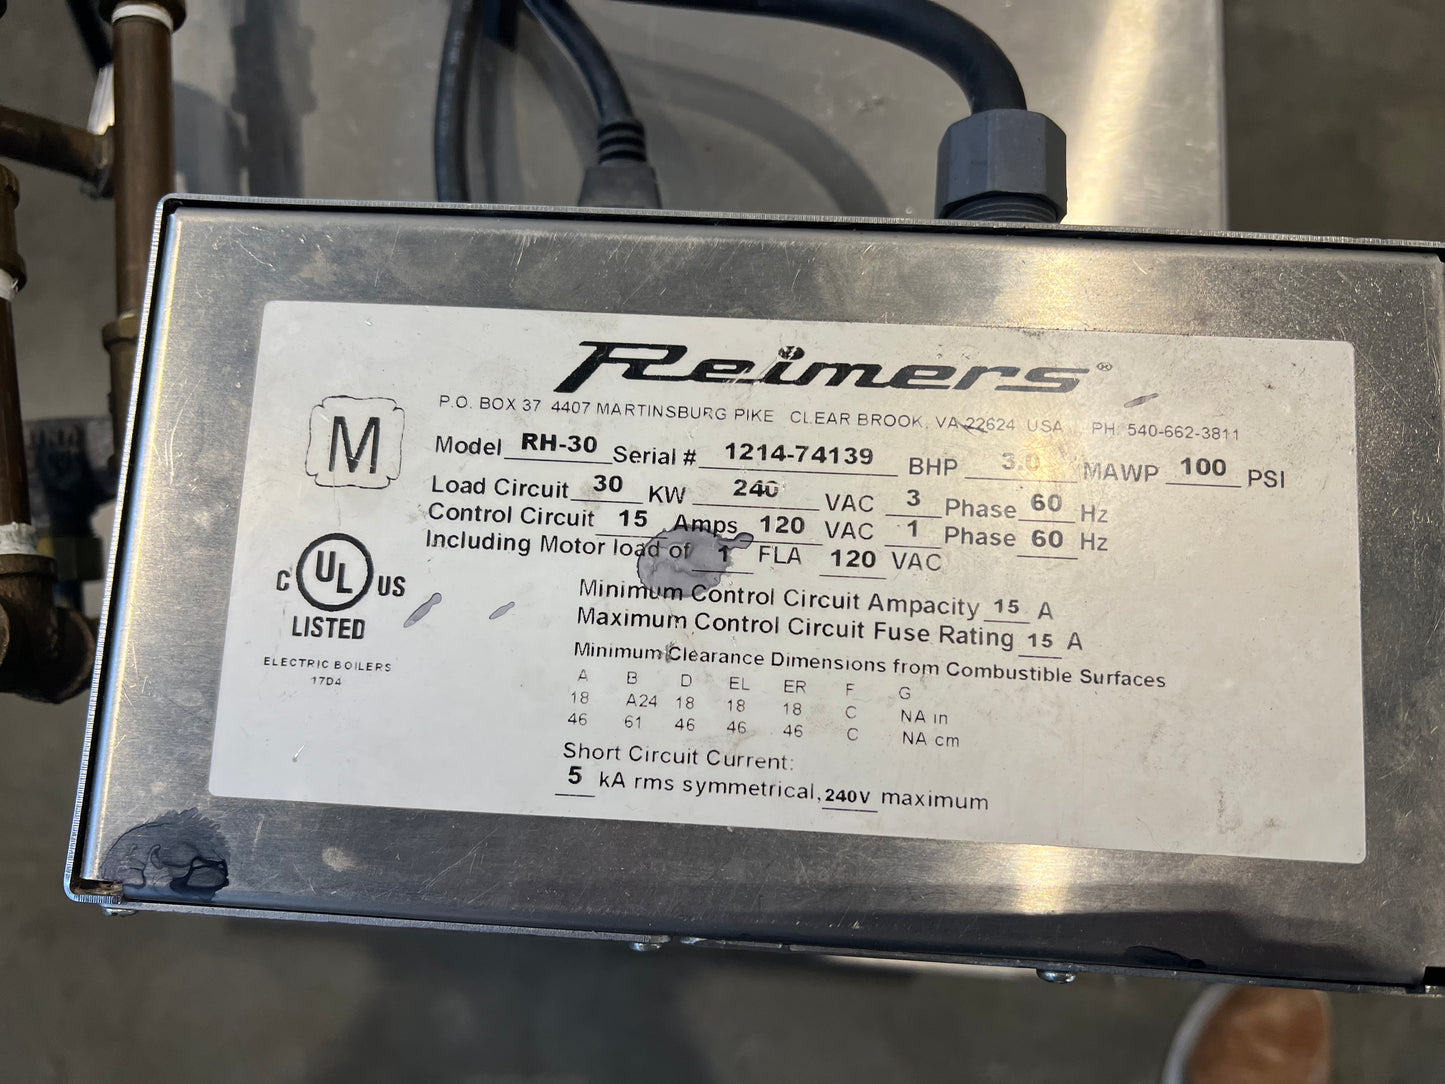 Reimers®
P.O. BOX 37 4407 MARTINSBURG PIKE CLEAR BROOK, VA 22624 USA PH. 540-662-3811
M
Model RH-30 Serial # 1214-74139 BHP 3.0 MAWP 100 PSI
Load Circuit 30 KW 240 VAC 3 Phase 60 Hz
Control Circuit 15 Amps 120 VAC 1 Phase 60 Hz
Including Motor load of 1 FLA 120 VAC
C UL US
LISTED
ELECTRIC BOILERS
17D4
Minimum Control Circuit Ampacity 15 A
Maximum Control Circuit Fuse Rating 15 A
Minimum Clearance Dimensions from Combustible Surfaces
A B D EL ER F G
18 A24 18 18 18 C NA in
46 61 46 46 46 C NA cm
Short Circuit Current:
5 kA rms symmetrical, 240V maximum